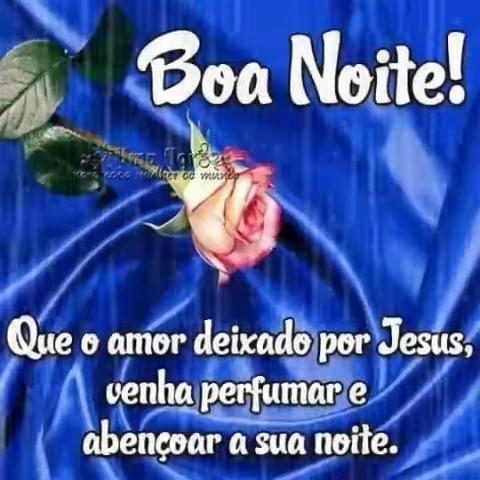 Boa Noite!
Que o amor deixado por Jesus,
venha perfumar e
abençoar a sua noite.